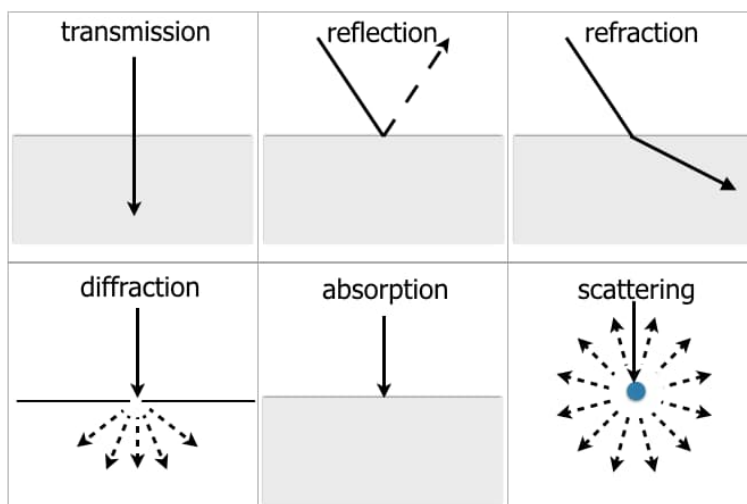 transmission
reflection
refraction
diffraction
absorption
scattering